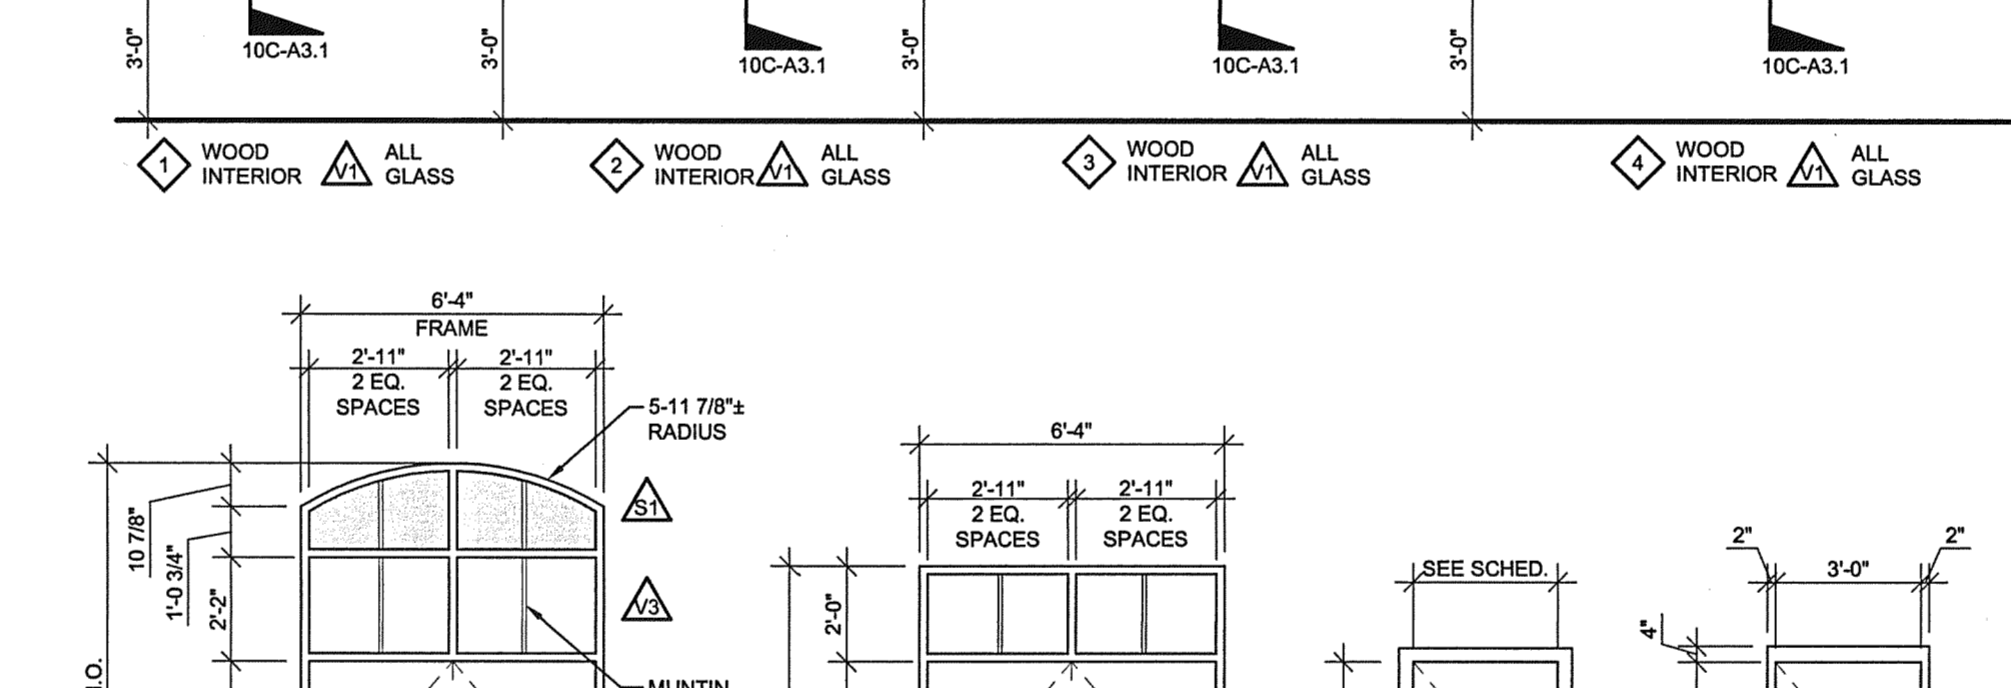 3'-0"
10C-A3.1
3'-0"
10C-A3.1
3'-0"
10C-A3.1
3'-0"
10C-A3.1
1 WOOD INTERIOR V1 ALL GLASS
2 WOOD INTERIOR V1 ALL GLASS
3 WOOD INTERIOR V1 ALL GLASS
4 WOOD INTERIOR V1 ALL GLASS
6'-4"
FRAME
2'-11" 2'-11"
2 EQ. 2 EQ.
SPACES SPACES
5-11 7/8"±
RADIUS
S1
10 7/8"
1'-0 3/4"
2'-2"
V3
MUNTIN
6'-4"
2'-11" 2'-11"
2 EQ. 2 EQ.
SPACES SPACES
2'-0"
SEE SCHED.
2" 2"
3'-0"
4"